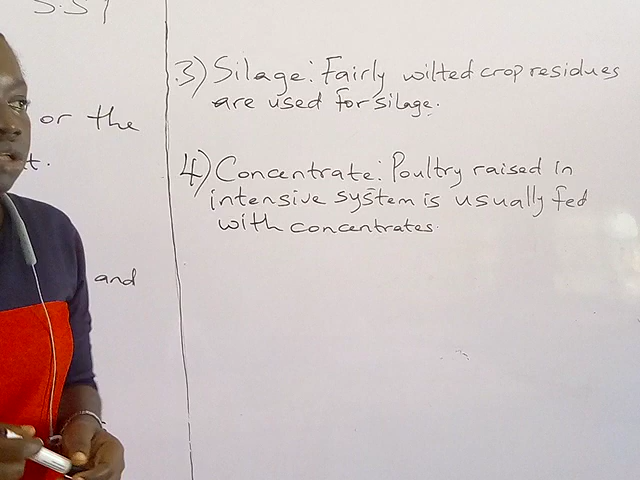 or the
and
3) Silage: Fairly wilted crop residues
are used for silage.
4) Concentrate: Poultry raised in
intensive system is usually fed
with concentrates.